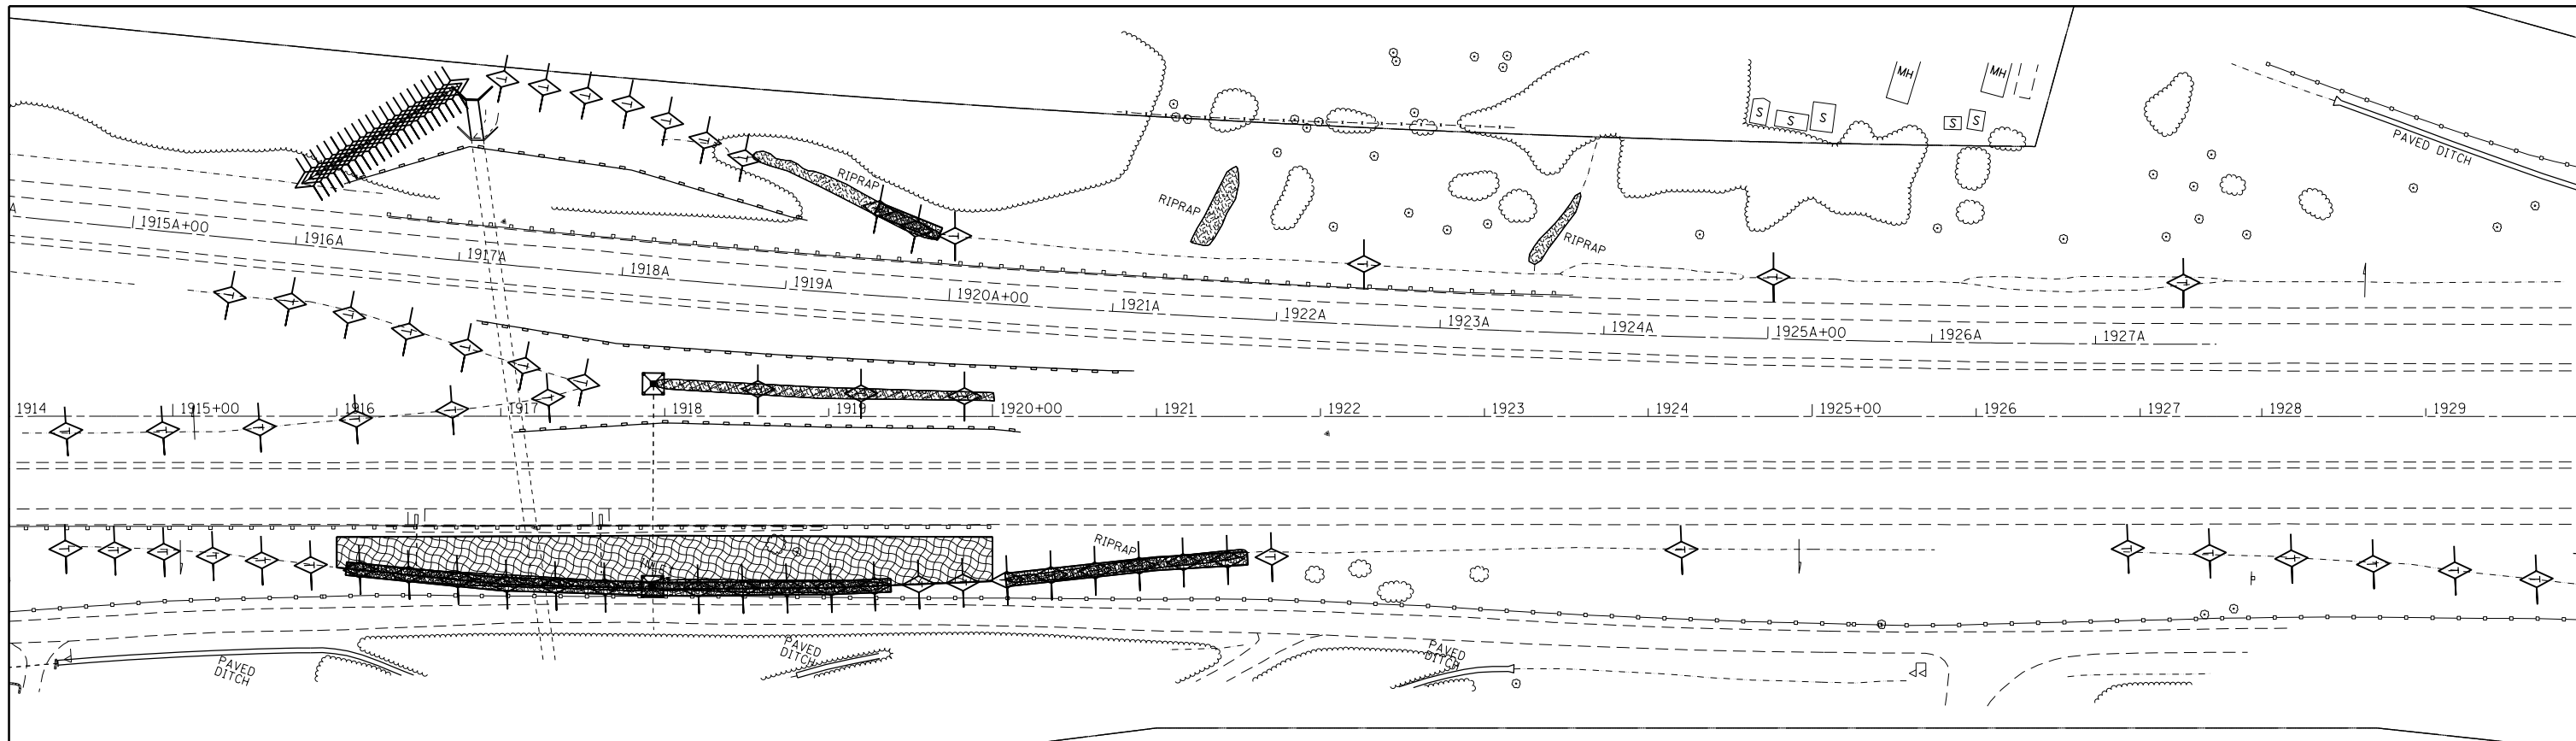 MH
MH
S
S
S
S
S
PAVED DITCH
RIPRAP
RIPRAP
RIPRAP
A
1915A+00
1916A
1917A
1918A
1919A
1920A+00
1921A
1922A
1923A
1924A
1925A+00
1926A
1927A
1914
1915+00
1916
1917
1918
1919
1920+00
1921
1922
1923
1924
1925+00
1926
1927
1928
1929
RIPRAP
PAVED
DITCH
PAVED
DITCH
PAVED
DITCH